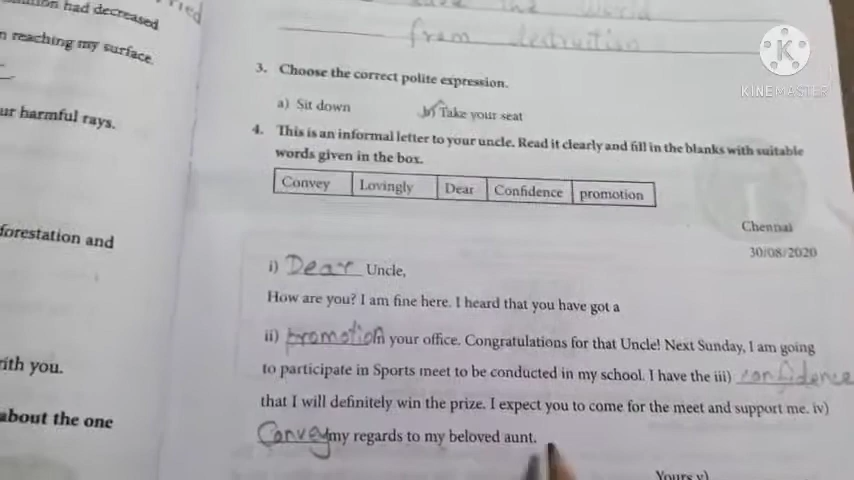 ried
had decreased
save the world
n reaching my surface.
from destruction
KINEMASTER
3. Choose the correct polite expression.
a) Sit down b) Take your seat
ur harmful rays.
4. This is an informal letter to your uncle. Read it clearly and fill in the blanks with suitable
words given in the box.
Convey Lovingly Dear Confidence promotion
Chennai
30/08/2020
forestation and
i) Dear Uncle,
How are you? I am fine here. I heard that you have got a
ii) promotion in your office. Congratulations for that Uncle! Next Sunday, I am going
with you.
to participate in Sports meet to be conducted in my school. I have the iii) confidence
that I will definitely win the prize. I expect you to come for the meet and support me. iv)
about the one
Convey my regards to my beloved aunt.
Yours v)